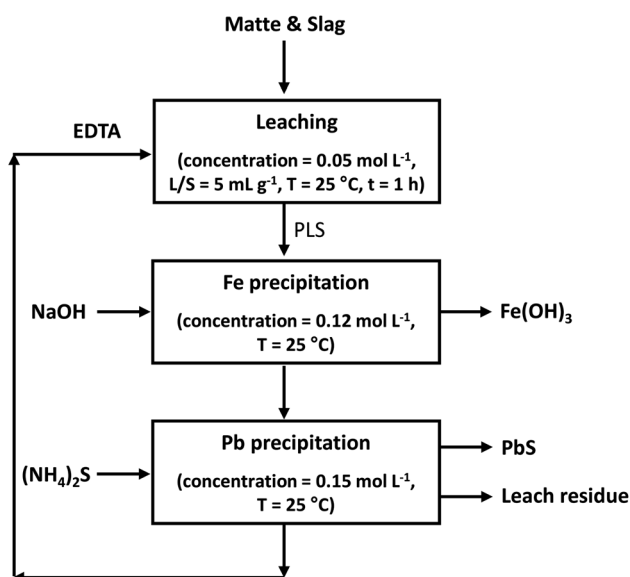 Matte & Slag
EDTA
Leaching
(concentration = 0.05 mol L⁻¹,
L/S = 5 mL g⁻¹, T = 25 °C, t = 1 h)
PLS
NaOH
Fe precipitation
(concentration = 0.12 mol L⁻¹,
T = 25 °C)
Fe(OH)₃
(NH₄)₂S
Pb precipitation
(concentration = 0.15 mol L⁻¹,
T = 25 °C)
PbS
Leach residue